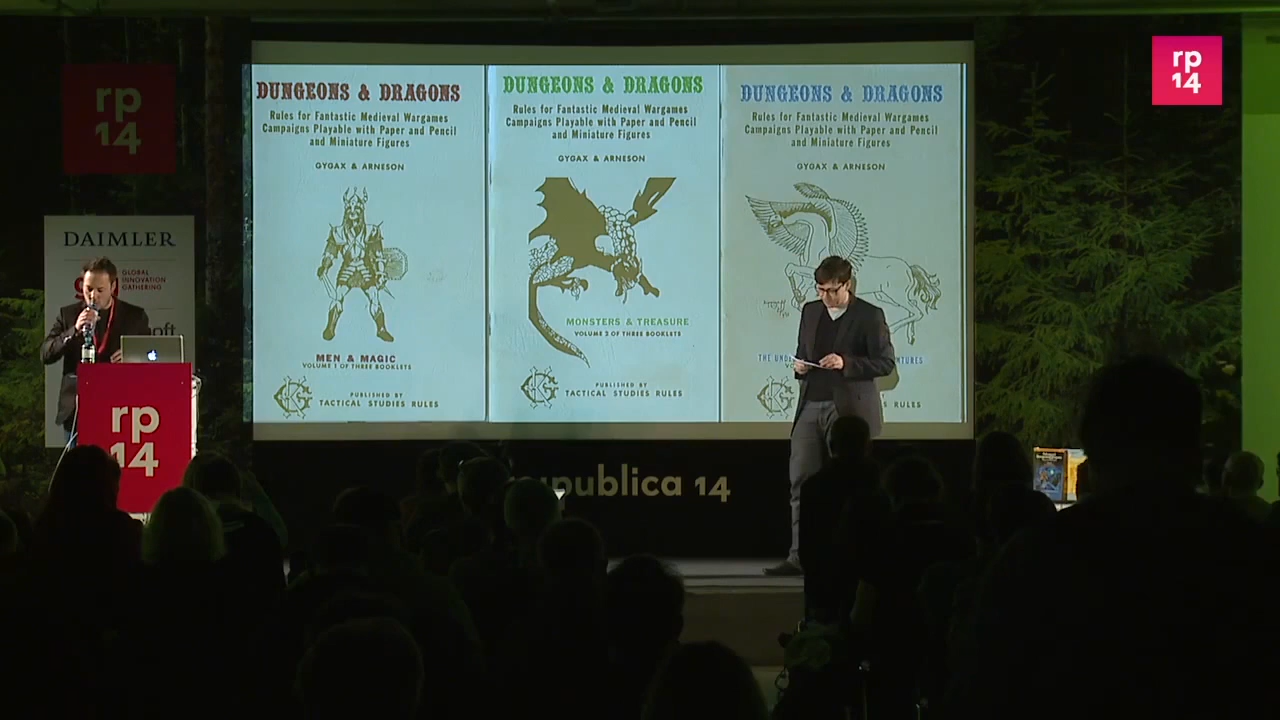 rp
14
rp
14
DAIMLER
GLOBAL
INNOVATION
GATHERING
rp
14
DUNGEONS & DRAGONS
Rules for Fantastic Medieval Wargames
Campaigns Playable with Paper and Pencil
and Miniature Figures
GYGAX & ARNESON
MEN & MAGIC
VOLUME 1 OF THREE BOOKLETS
PUBLISHED BY
TACTICAL STUDIES RULES
DUNGEONS & DRAGONS
Rules for Fantastic Medieval Wargames
Campaigns Playable with Paper and Pencil
and Miniature Figures
GYGAX & ARNESON
MONSTERS & TREASURE
VOLUME 2 OF THREE BOOKLETS
PUBLISHED BY
TACTICAL STUDIES RULES
DUNGEONS & DRAGONS
Rules for Fantastic Medieval Wargames
Campaigns Playable with Paper and Pencil
and Miniature Figures
GYGAX & ARNESON
THE
RULES
publica 14